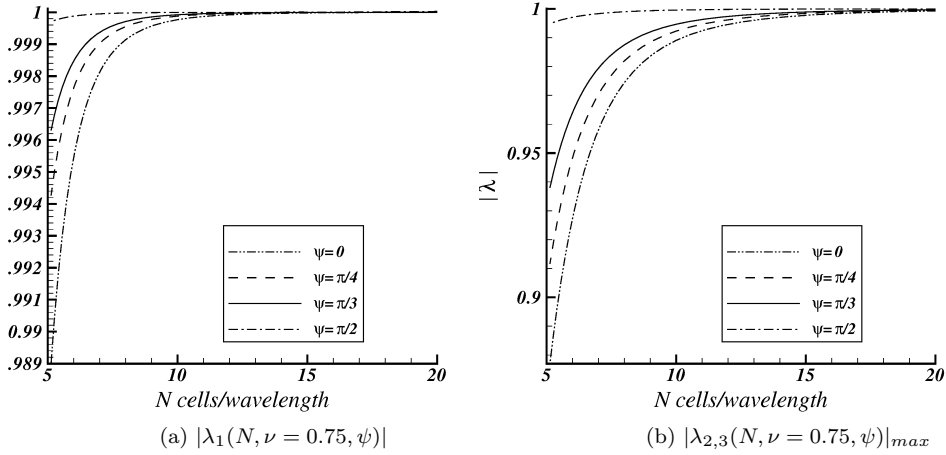 1
.999
.998
.997
.996
.995
.994
.993
.992
.991
0.99
.989
5 10 15 20
N cells/wavelength
ψ= 0
ψ= π/4
ψ= π/3
ψ= π/2
(a) |λ₁(N, ν = 0.75, ψ)|
1
0.95
0.9
| λ |
5 10 15 20
N cells/wavelength
ψ= 0
ψ= π/4
ψ= π/3
ψ= π/2
(b) |λ₂,₃(N, ν = 0.75, ψ)|ₘₐₓ